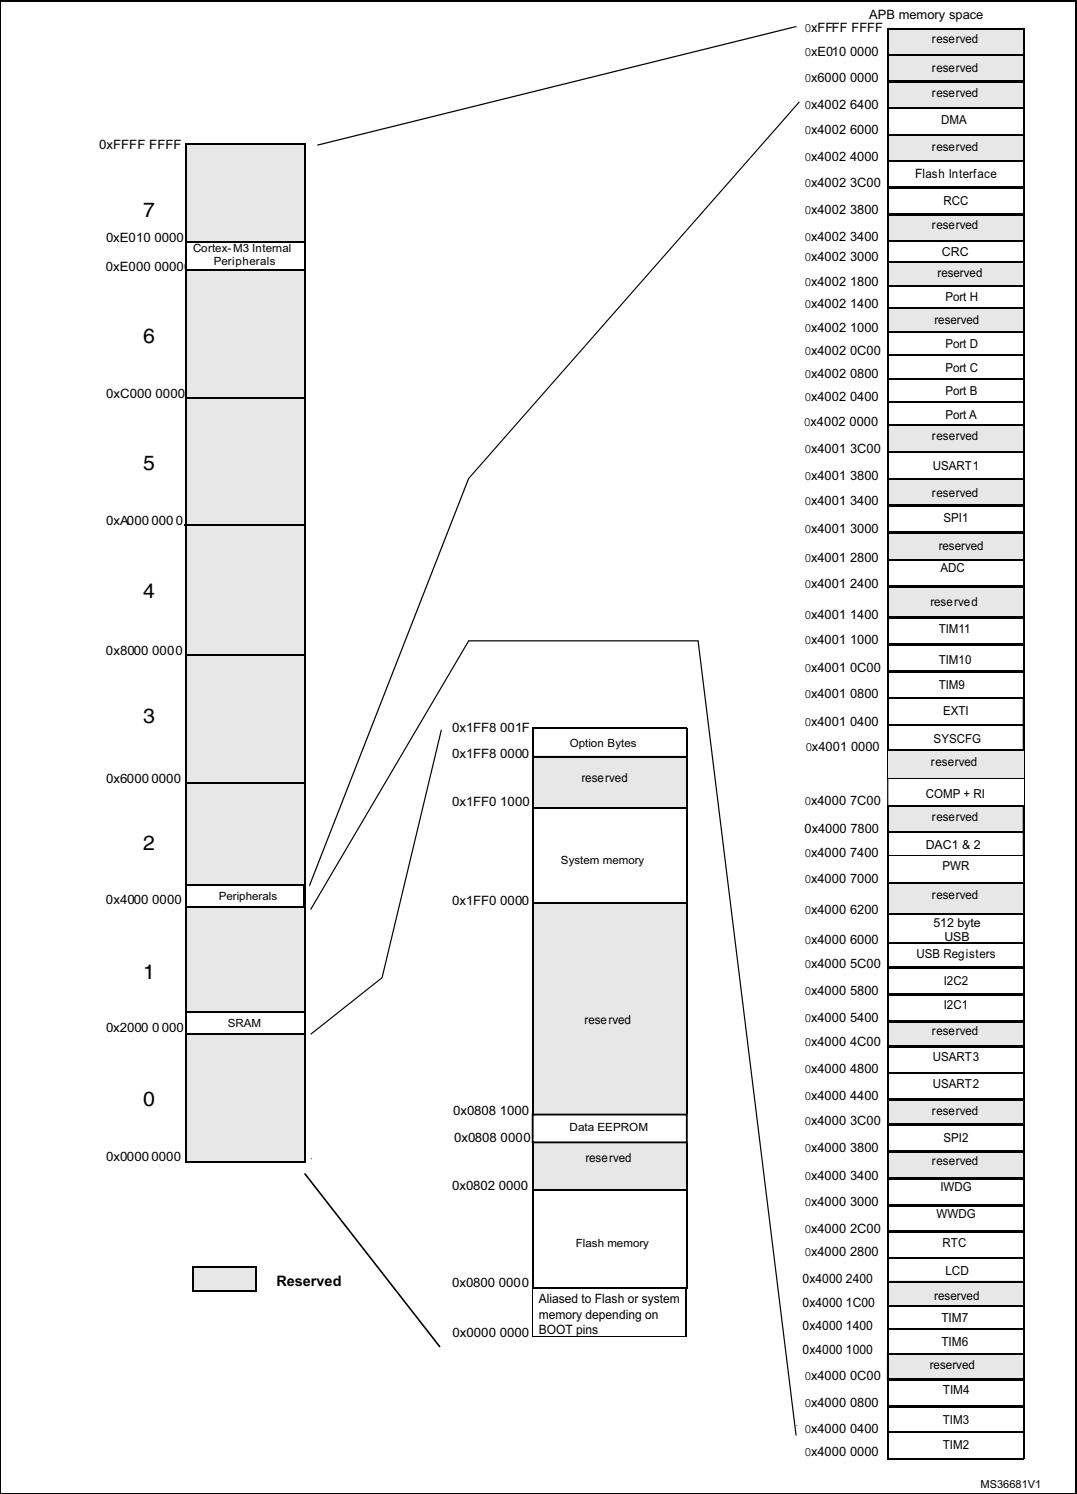 0xFFFF FFFF
7
0xE010 0000
Cortex-M3 Internal
Peripherals
0xE000 0000
6
0xC000 0000
5
0xA000 0000
4
0x8000 0000
3
0x6000 0000
2
Peripherals
0x4000 0000
1
SRAM
0x2000 0000
0
0x0000 0000
Reserved
0x1FF8 001F
Option Bytes
0x1FF8 0000
reserved
0x1FF0 1000
System memory
0x1FF0 0000
reserved
0x0808 1000
Data EEPROM
0x0808 0000
reserved
0x0802 0000
Flash memory
0x0800 0000
Aliased to Flash or system
memory depending on
BOOT pins
0x0000 0000
APB memory space
0xFFFF FFFF
reserved
0xE010 0000
reserved
0x6000 0000
reserved
0x4002 6400
DMA
0x4002 6000
reserved
0x4002 4000
Flash Interface
0x4002 3C00
RCC
0x4002 3800
reserved
0x4002 3400
CRC
0x4002 3000
reserved
0x4002 1800
Port H
0x4002 1400
reserved
0x4002 1000
Port D
0x4002 0C00
Port C
0x4002 0800
Port B
0x4002 0400
Port A
0x4002 0000
reserved
0x4001 3C00
USART1
0x4001 3800
reserved
0x4001 3400
SPI1
0x4001 3000
reserved
0x4001 2800
ADC
0x4001 2400
reserved
0x4001 1400
TIM11
0x4001 1000
TIM10
0x4001 0C00
TIM9
0x4001 0800
EXTI
0x4001 0400
SYSCFG
0x4001 0000
reserved
COMP + RI
0x4000 7C00
reserved
0x4000 7800
DAC1 & 2
0x4000 7400
PWR
0x4000 7000
reserved
0x4000 6200
512 byte
USB
0x4000 6000
USB Registers
0x4000 5C00
I2C2
0x4000 5800
I2C1
0x4000 5400
reserved
0x4000 4C00
USART3
0x4000 4800
USART2
0x4000 4400
reserved
0x4000 3C00
SPI2
0x4000 3800
reserved
0x4000 3400
IWDG
0x4000 3000
WWDG
0x4000 2C00
RTC
0x4000 2800
LCD
0x4000 2400
reserved
0x4000 1C00
TIM7
0x4000 1400
TIM6
0x4000 1000
reserved
0x4000 0C00
TIM4
0x4000 0800
TIM3
0x4000 0400
TIM2
0x4000 0000
MS36681V1